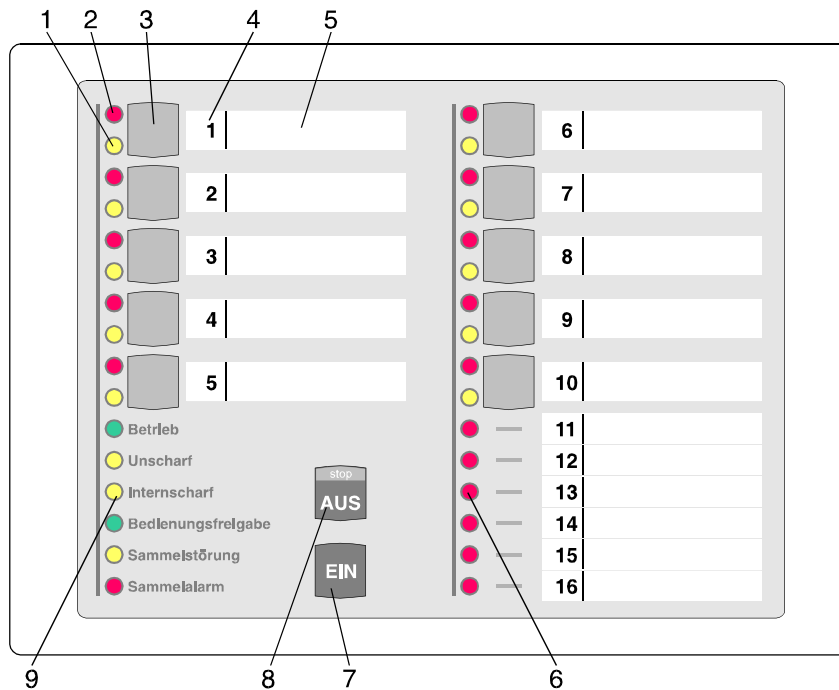 1 2 3 4 5
1
2
3
4
5
Betrieb
Unscharf
Internscharf
Bedienungsfreigabe
Sammelstörung
Sammelalarm
stop
AUS
EIN
6
7
8
9
10
11
12
13
14
15
16
9 8 7 6